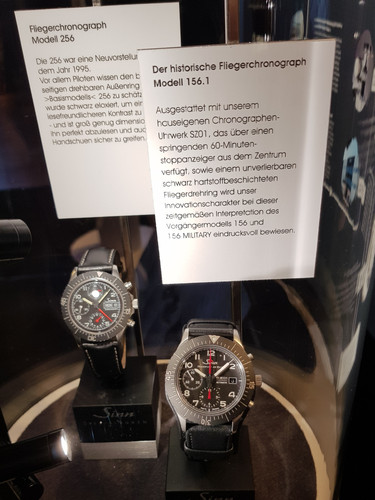 Fliegerchronograph
Modell 256
Die 256 war eine Neuvorstellu
dem Jahr 1995.
Vor allem Piloten wissen den b
seitigen drehbaren Außenring
>Basismodells< 256 zu schätz
wurde schwarz eloxiert, um ein
lesefreundlicheren Kontrast zu
- und ist groß genug dimensio
ihn perfekt abzulesen und auc
Handschuhen sicher zu greifen.
Der historische Fliegerchronograph
Modell 156.1
Ausgestattet mit unserem
hauseigenen Chronographen-
Uhrwerk SZ01, das über einen
springenden 60-Minuten-
stoppanzeiger aus dem Zentrum
verfügt, sowie einem unverlierbaren
schwarz hartstoffbeschichteten
Fliegerdrehring wird unser
Innovationscharakter bei dieser
zeitgemäßen Interpretation des
Vorgängermodells 156 und
156 MILITARY eindrucksvoll bewiesen.
Sinn